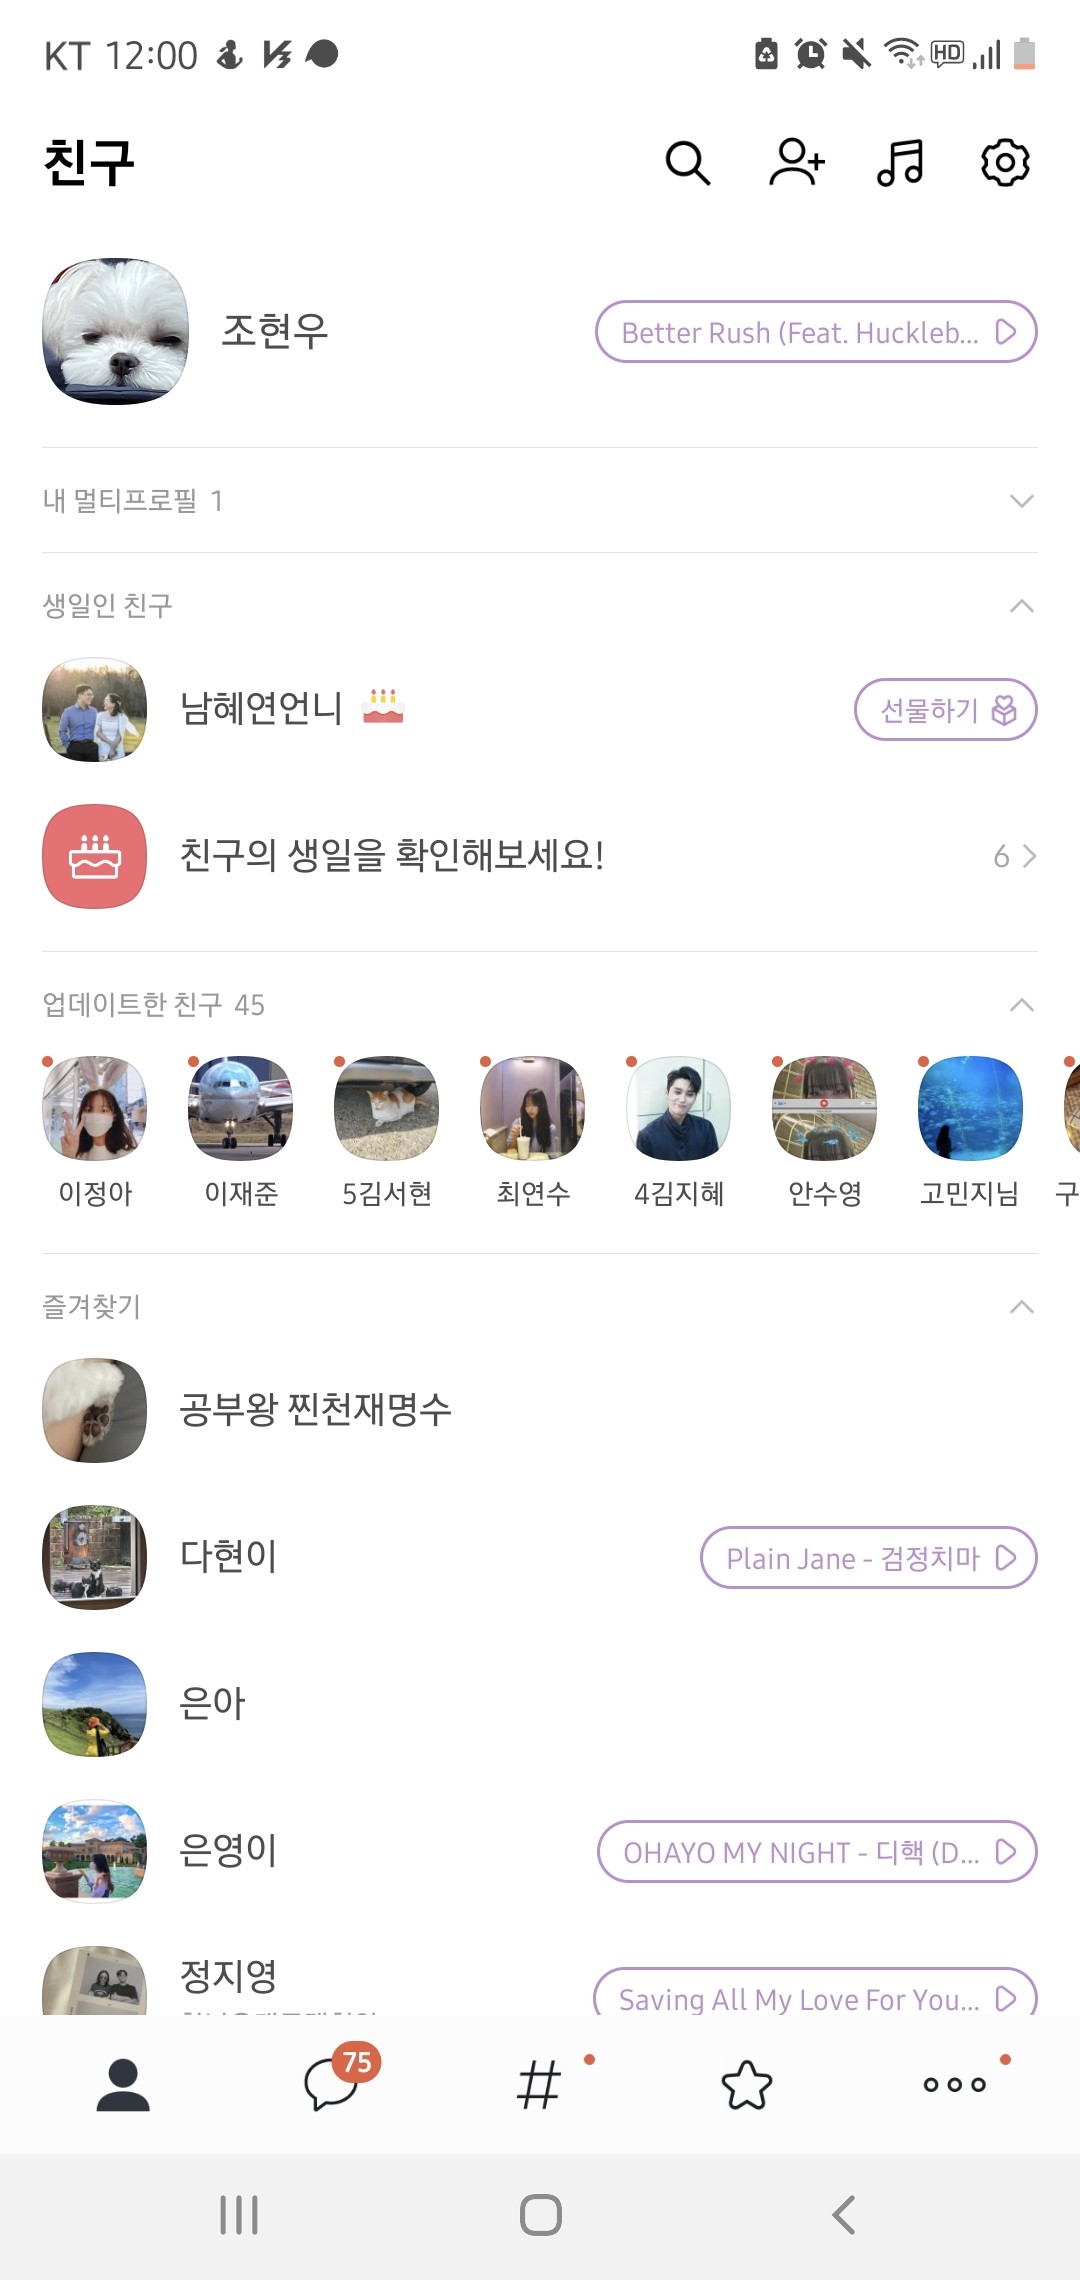 KT 12:00
HD
친구
조현우
Better Rush (Feat. Huckleb...
내 멀티프로필 1
생일인 친구
남혜연언니
선물하기
친구의 생일을 확인해보세요!
6
업데이트한 친구 45
이정아 이재준 5김서현 최연수 4김지혜 안수영 고민지님 구
즐겨찾기
공부왕 찐천재명수
다현이
Plain Jane - 검정치마
은아
은영이
OHAYO MY NIGHT - 디핵 (D...
정지영
Saving All My Love For You...
75